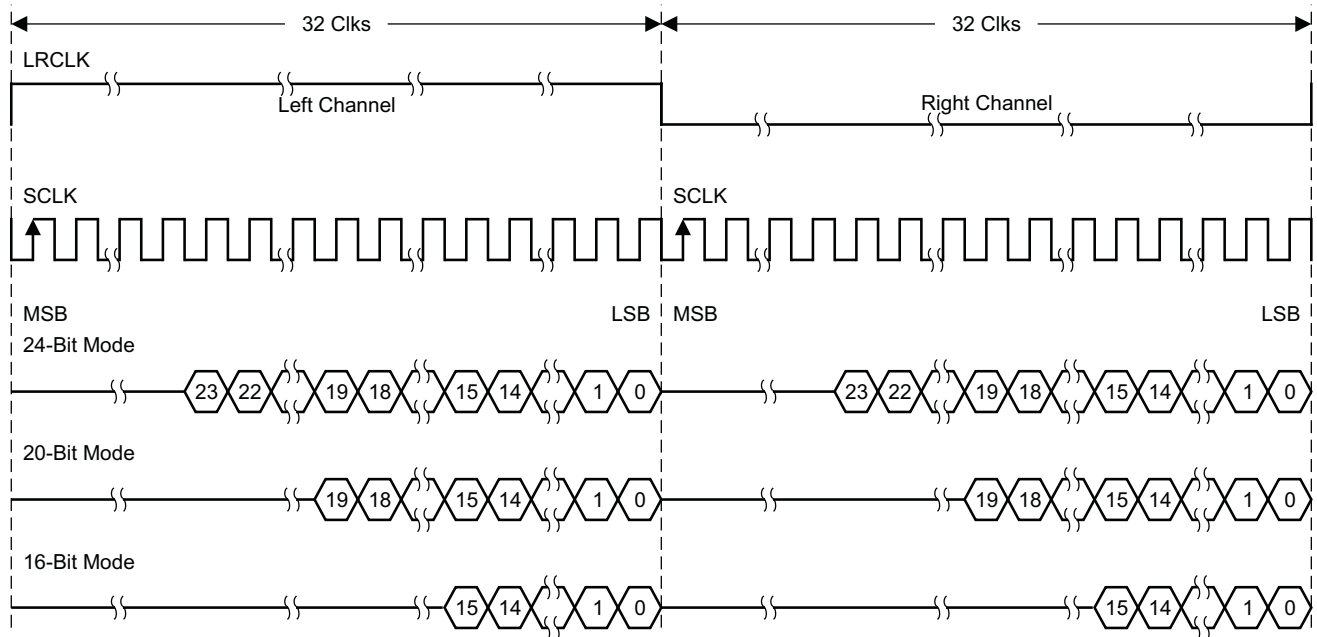 32 Clks 32 Clks
LRCLK
Left Channel Right Channel
SCLK SCLK
MSB LSB MSB LSB
24-Bit Mode
23 22 19 18 15 14 1 0 23 22 19 18 15 14 1 0
20-Bit Mode
19 18 15 14 1 0 19 18 15 14 1 0
16-Bit Mode
15 14 1 0 15 14 1 0